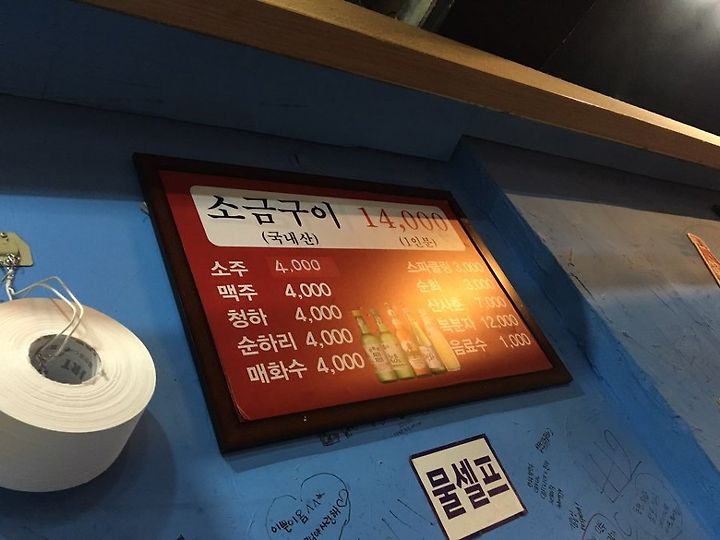 소금구이 14,000
(국내산) (1인분)
소주 4,000
맥주 4,000
청하 4,000
순하리 4,000
매화수 4,000
스파클링 3,000
순희 3,000
산사춘 7,000
복분자 12,000
음료수 1,000
물셀프